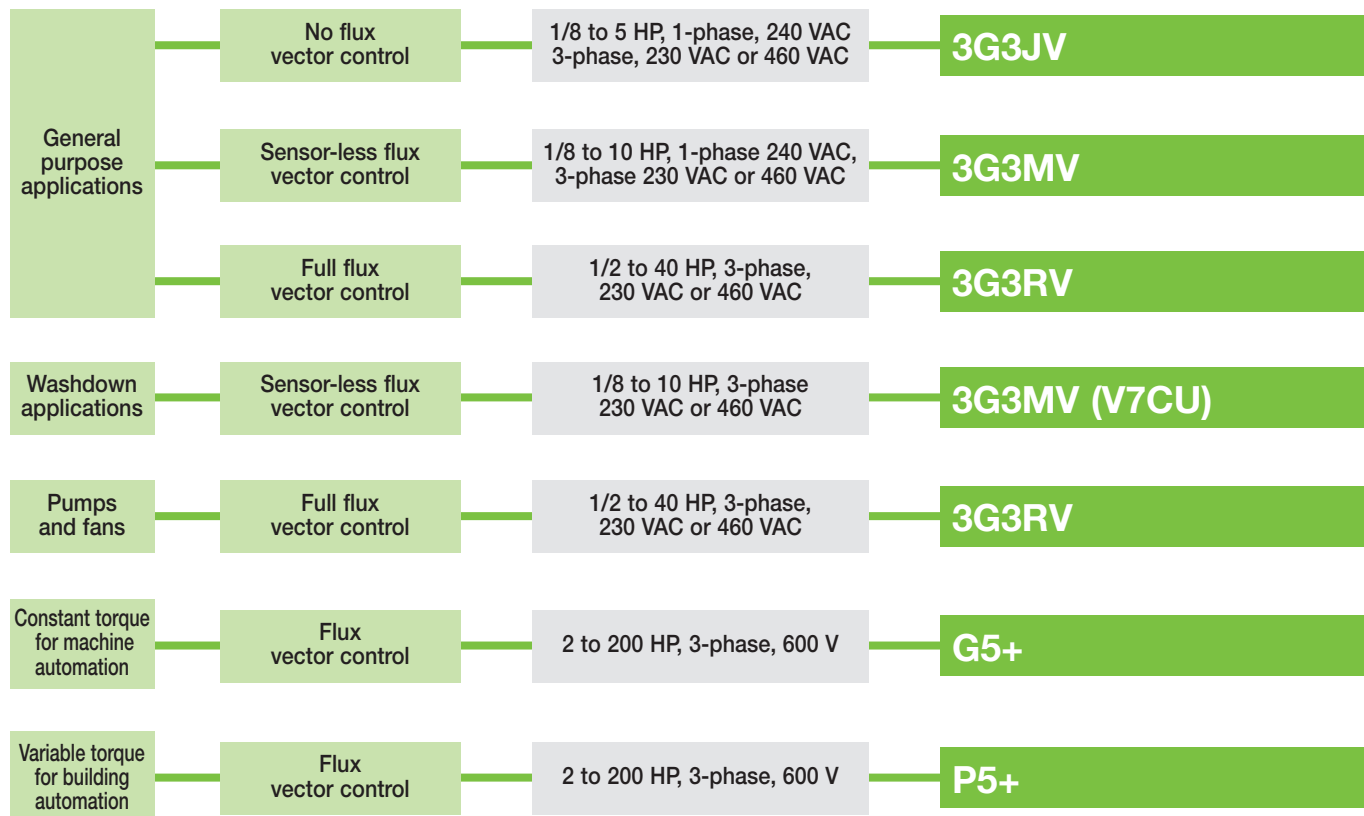 No flux
vector control
1/8 to 5 HP, 1-phase, 240 VAC
3-phase, 230 VAC or 460 VAC
3G3JV
General
purpose
applications
Sensor-less flux
vector control
1/8 to 10 HP, 1-phase 240 VAC,
3-phase 230 VAC or 460 VAC
3G3MV
Full flux
vector control
1/2 to 40 HP, 3-phase,
230 VAC or 460 VAC
3G3RV
Washdown
applications
Sensor-less flux
vector control
1/8 to 10 HP, 3-phase
230 VAC or 460 VAC
3G3MV (V7CU)
Pumps
and fans
Full flux
vector control
1/2 to 40 HP, 3-phase,
230 VAC or 460 VAC
3G3RV
Constant torque
for machine
automation
Flux
vector control
2 to 200 HP, 3-phase, 600 V
G5+
Variable torque
for building
automation
Flux
vector control
2 to 200 HP, 3-phase, 600 V
P5+